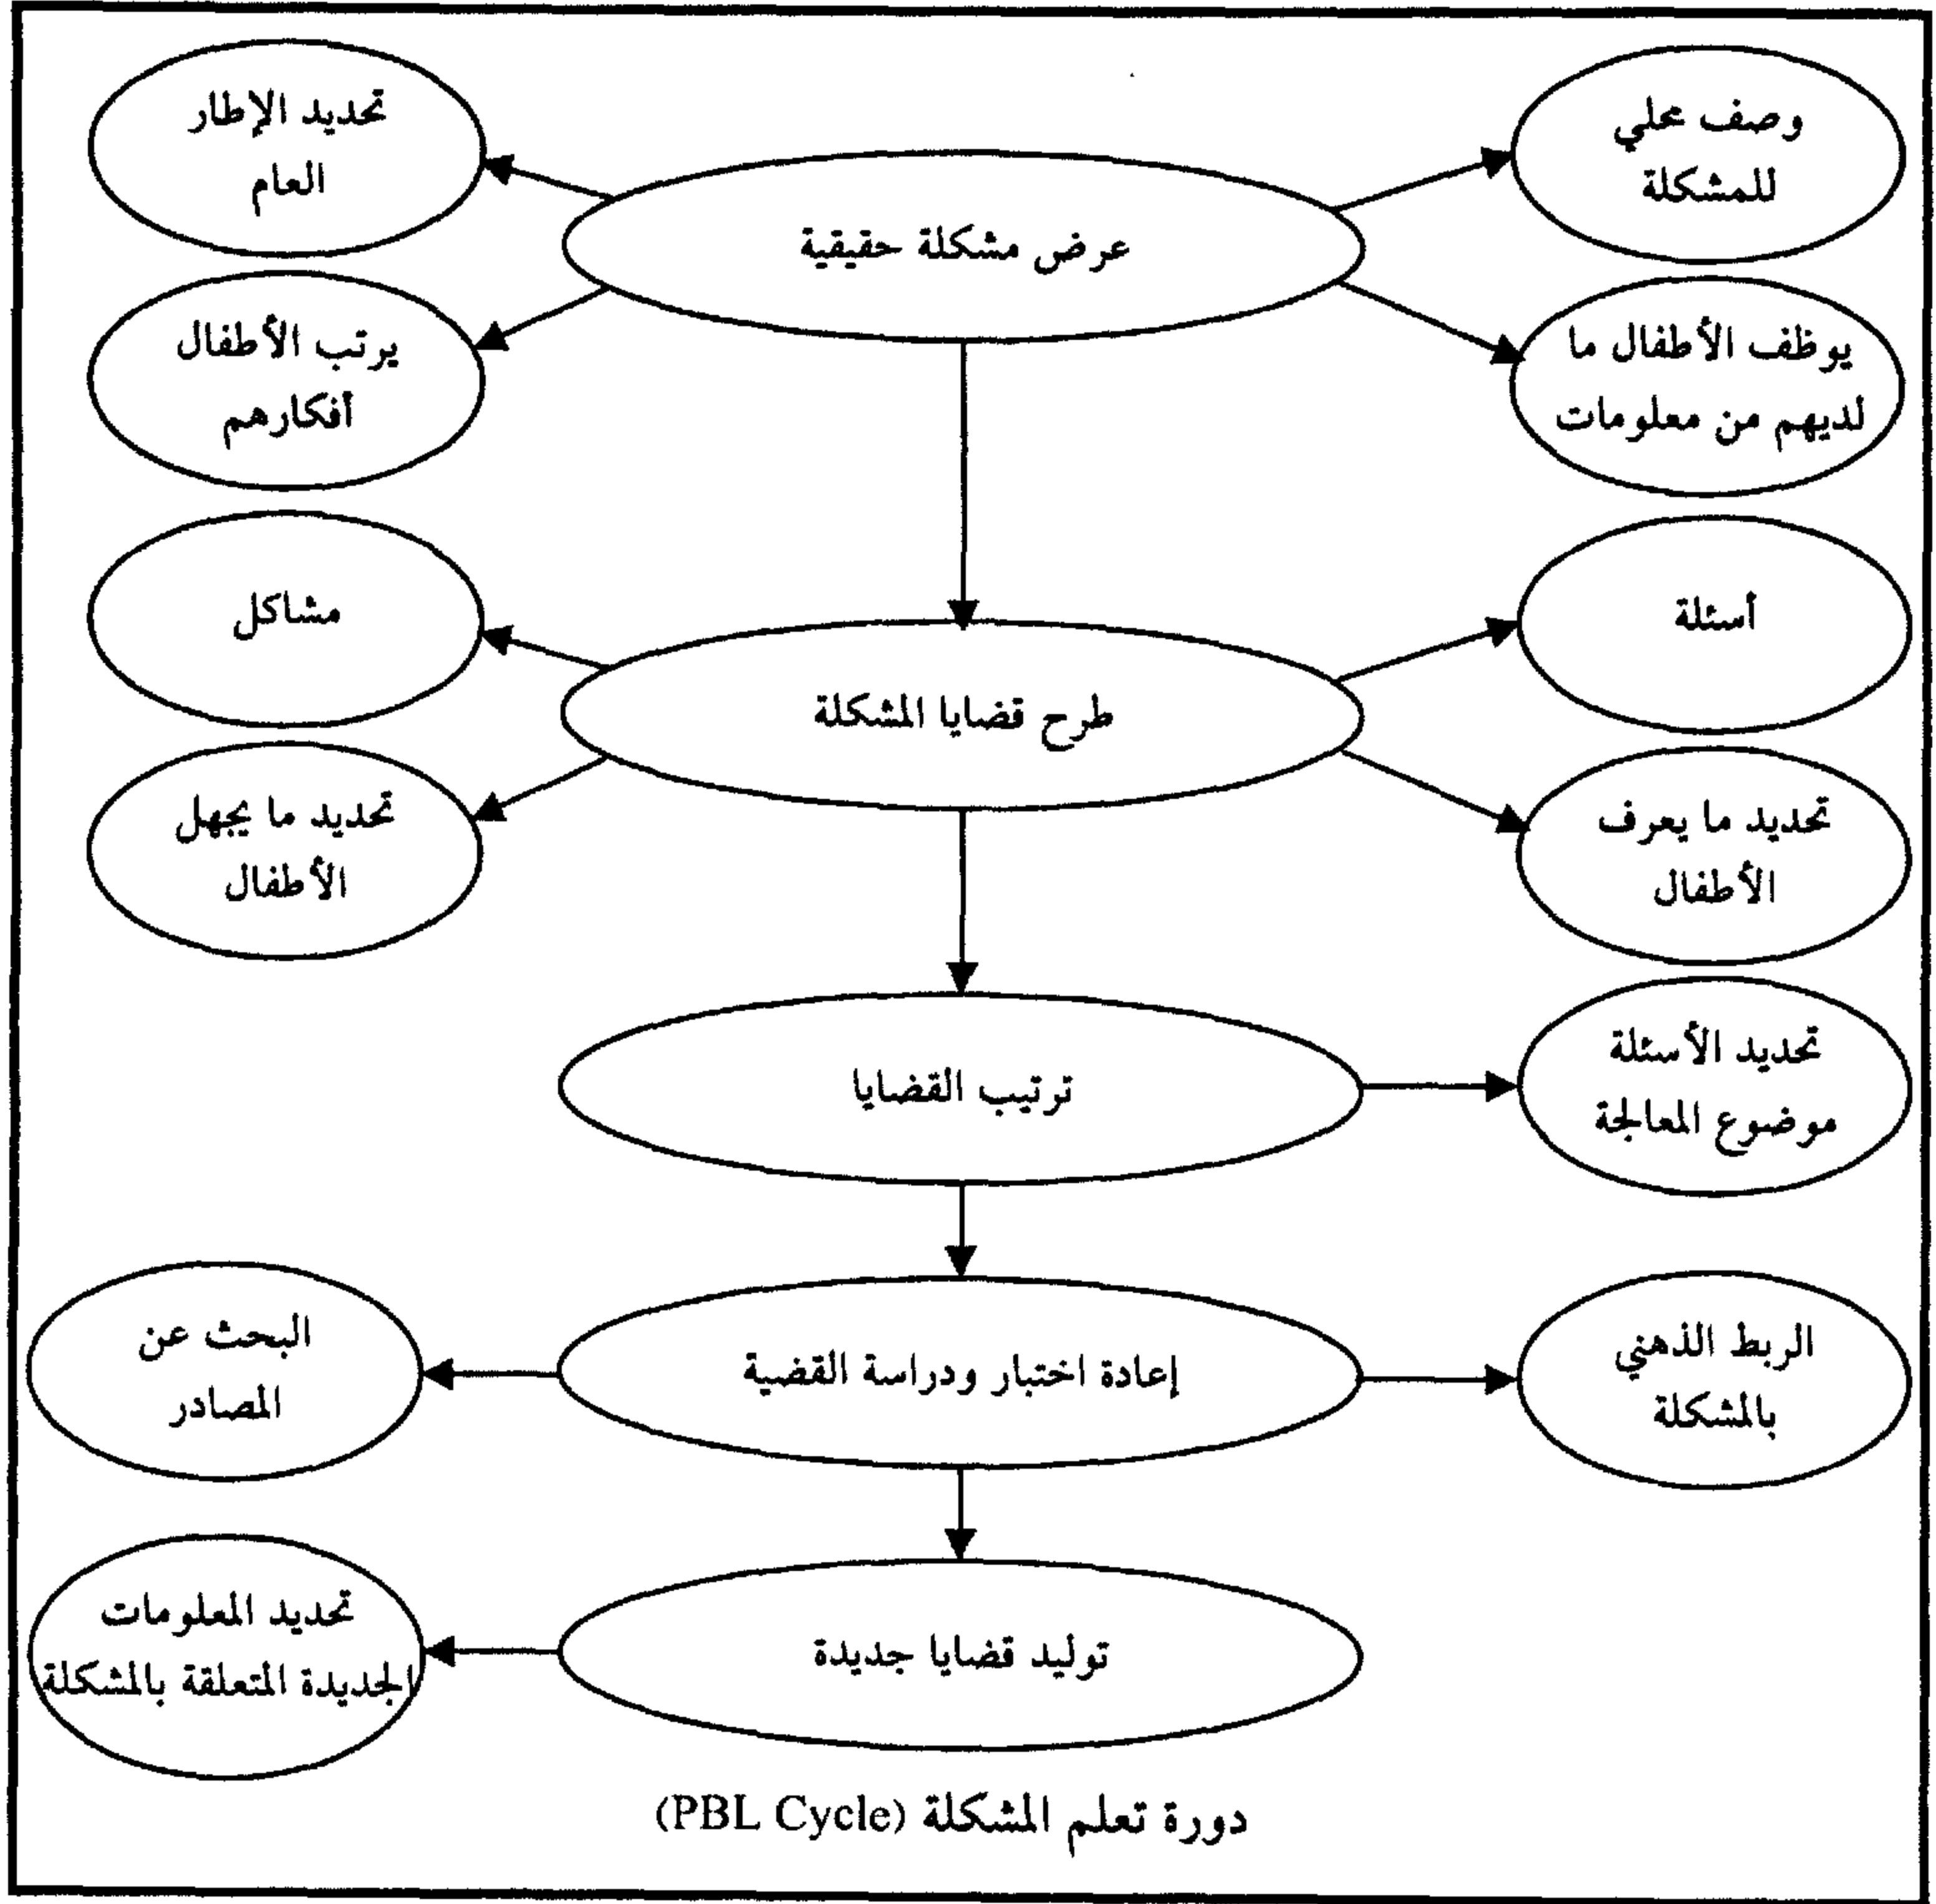 وصف محلي
للمشكلة
تحديد الإطار
العام
عرض مشكلة حقيقية
يوظف الأطفال ما
لديهم من معلومات
يرتب الأطفال
أفكارهم
أسئلة
مشاكل
طرح قضايا المشكلة
تحديد ما يعرف
الأطفال
تحديد ما يجهل
الأطفال
ترتيب القضايا
تحديد الأسئلة
موضوع المعالجة
إعادة اختبار ودراسة القضية
الربط الذهني
بالمشكلة
البحث عن
المصادر
توليد قضايا جديدة
تحديد المعلومات
الجديدة المتعلقة بالمشكلة
دورة تعلم المشكلة (PBL Cycle)